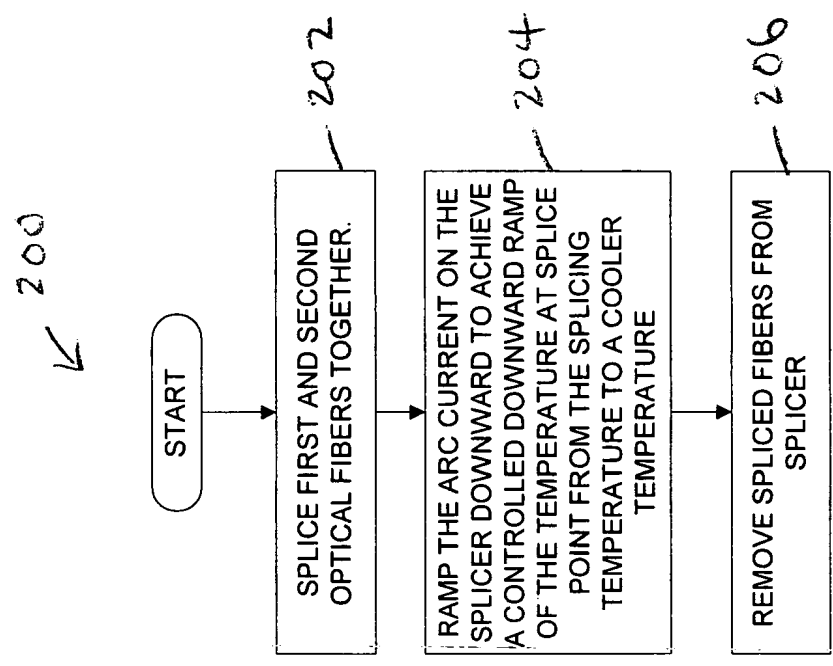 200
START
SPLICE FIRST AND SECOND
OPTICAL FIBERS TOGETHER.
202
RAMP THE ARC CURRENT ON THE
SPLICER DOWNWARD TO ACHIEVE
A CONTROLLED DOWNWARD RAMP
OF THE TEMPERATURE AT SPLICE
POINT FROM THE SPLICING
TEMPERATURE TO A COOLER
TEMPERATURE
204
REMOVE SPLICED FIBERS FROM
SPLICER
206